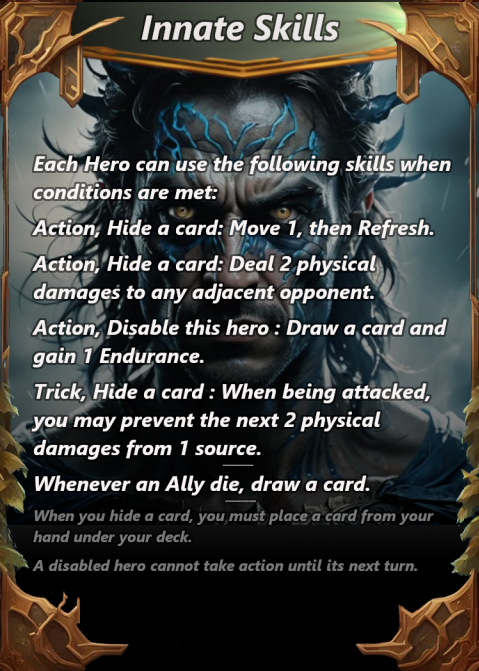 Innate Skills
Each Hero can use the following skills when
conditions are met:
Action, Hide a card: Move 1, then Refresh.
Action, Hide a card: Deal 2 physical
damages to any adjacent opponent.
Action, Disable this hero : Draw a card and
gain 1 Endurance.
Trick, Hide a card : When being attacked,
you may prevent the next 2 physical
damages from 1 source.
Whenever an Ally die, draw a card.
When you hide a card, you must place a card from your
hand under your deck.
A disabled hero cannot take action until its next turn.